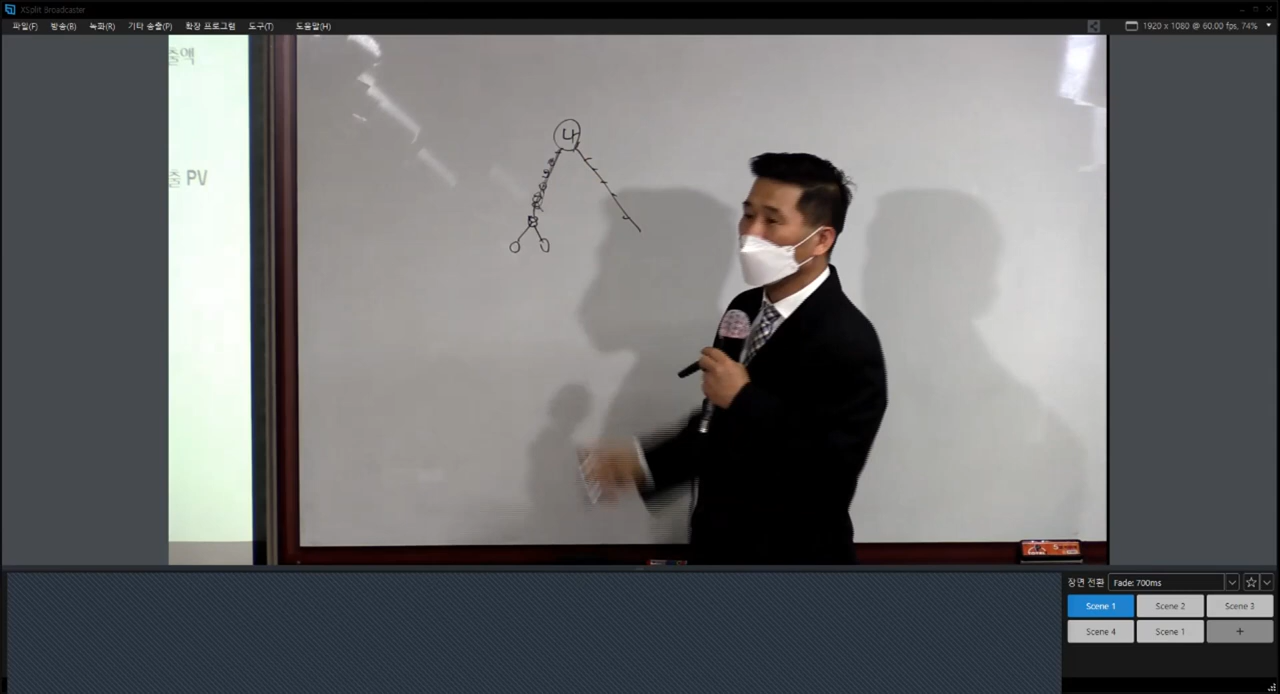 XSplit Broadcaster
파일(F) 방송(B) 녹화(R) 기타 송출(P) 확장 프로그램 도구(T) 도움말(H)
1920 x 1080 @ 60.00 fps, 74%
출액
출 PV
4
장면 전환 Fade: 700ms
Scene 1 Scene 2 Scene 3
Scene 4 Scene 1 +